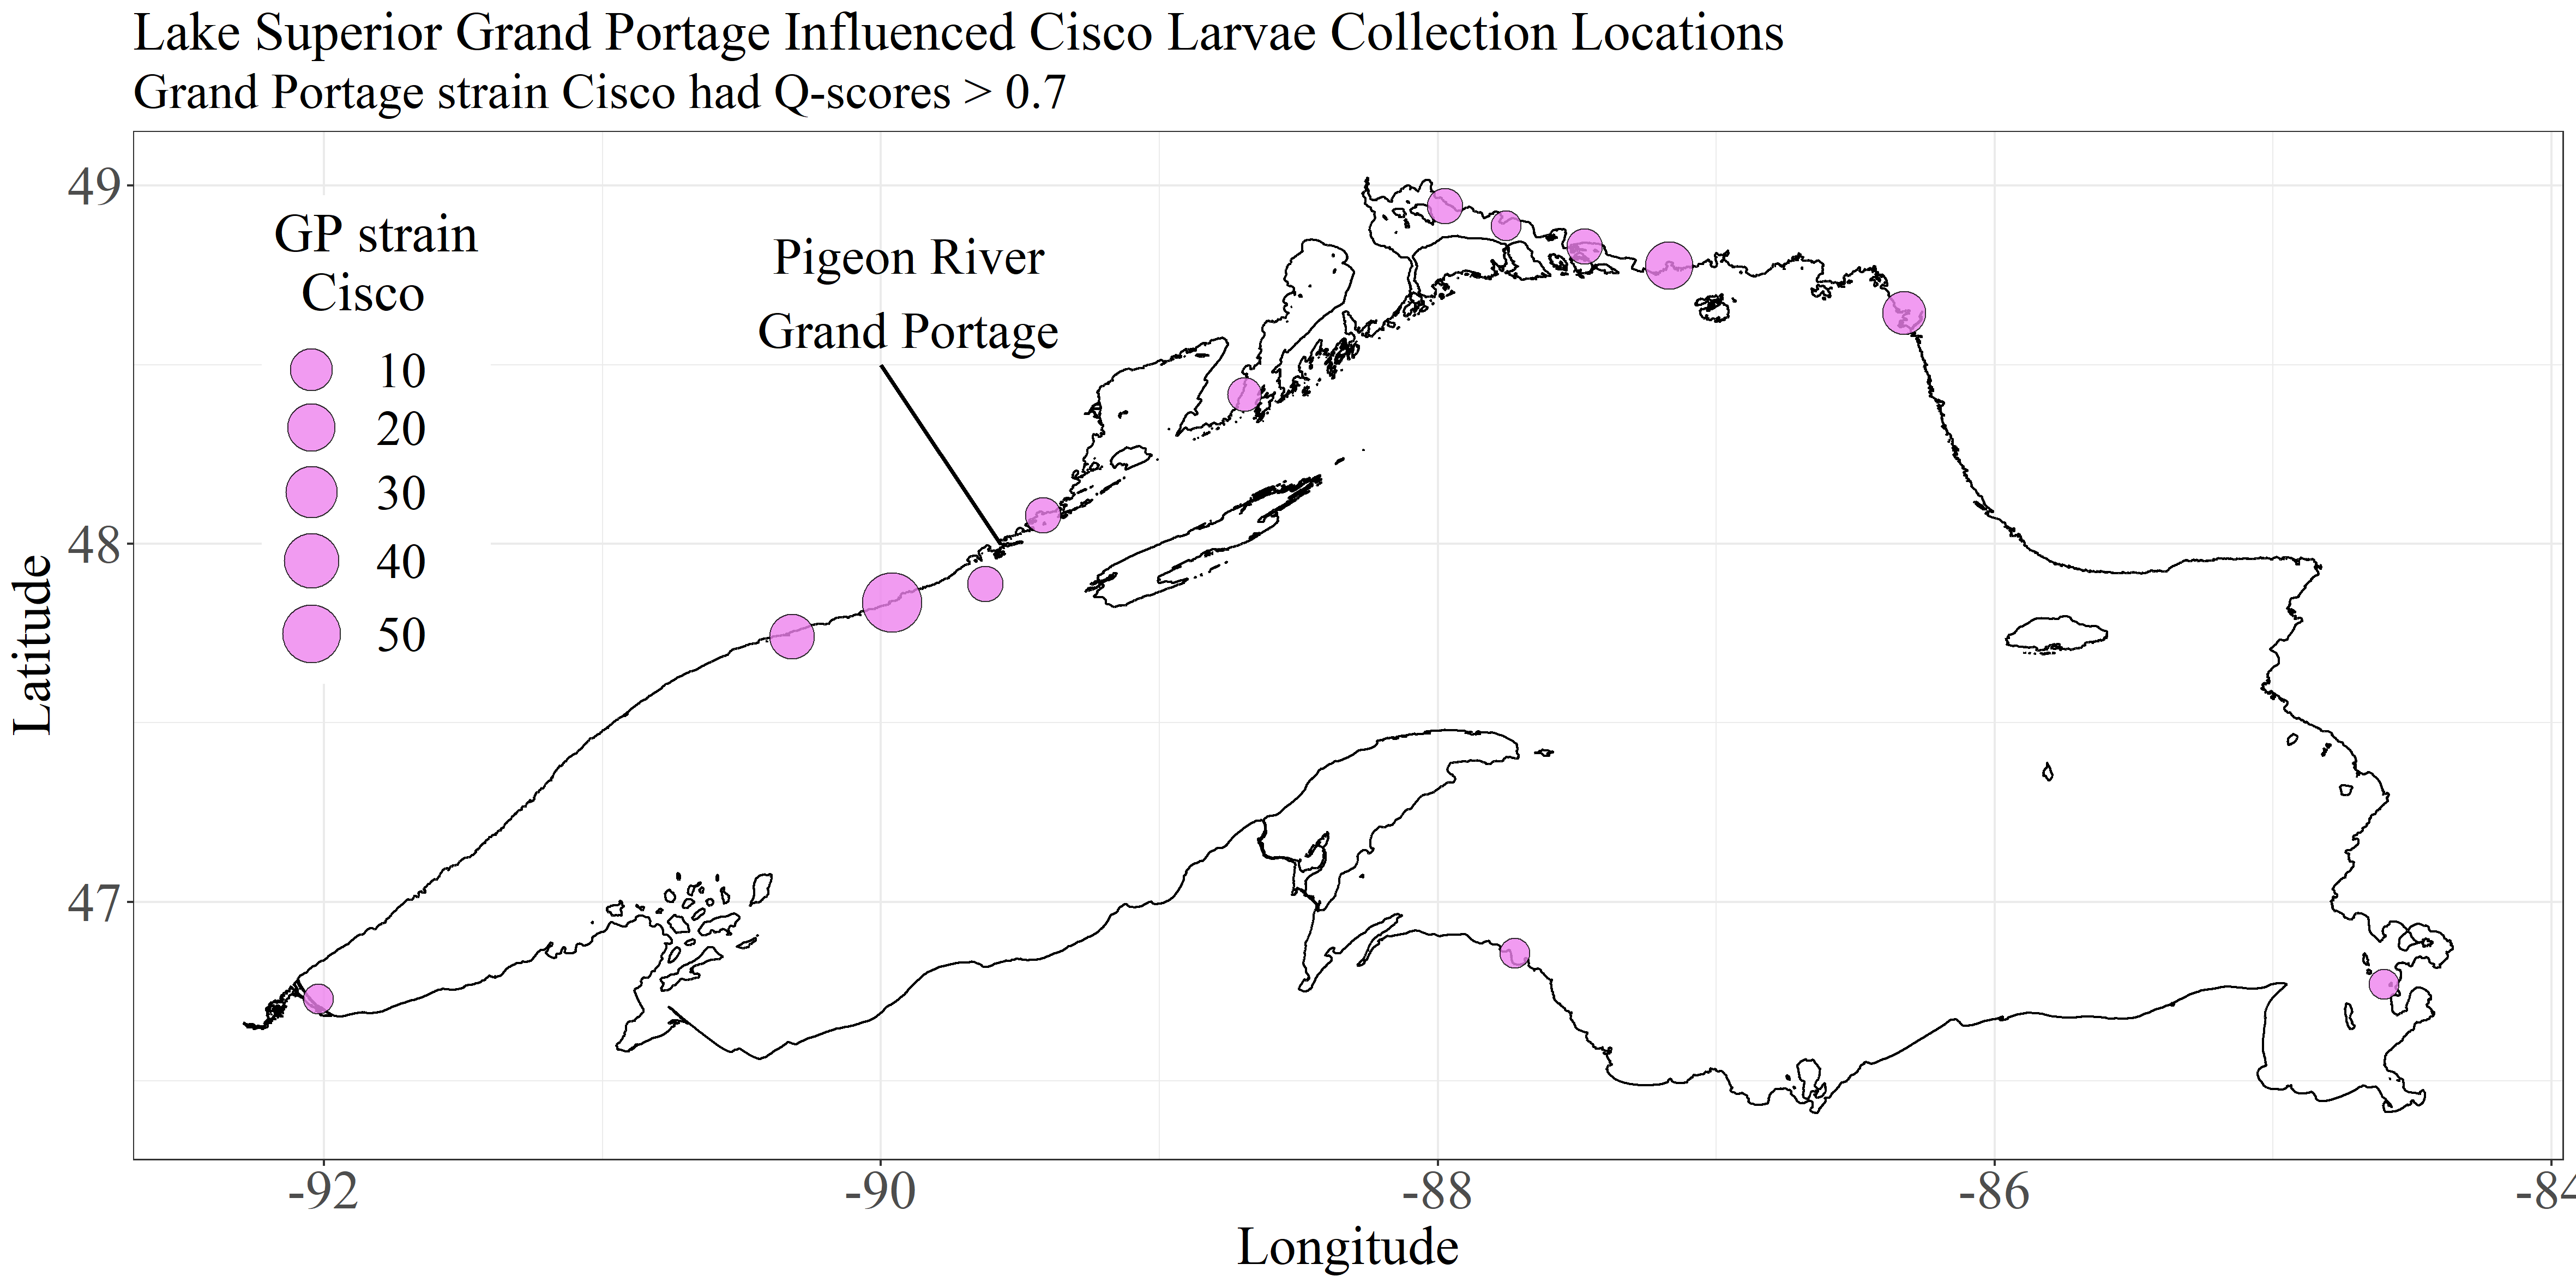 Lake Superior Grand Portage Influenced Cisco Larvae Collection Locations
Grand Portage strain Cisco had Q-scores > 0.7
49
48
47
Latitude
GP strain
Cisco
10
20
30
40
50
Pigeon River
Grand Portage
-92
-90
-88
-86
-84
Longitude